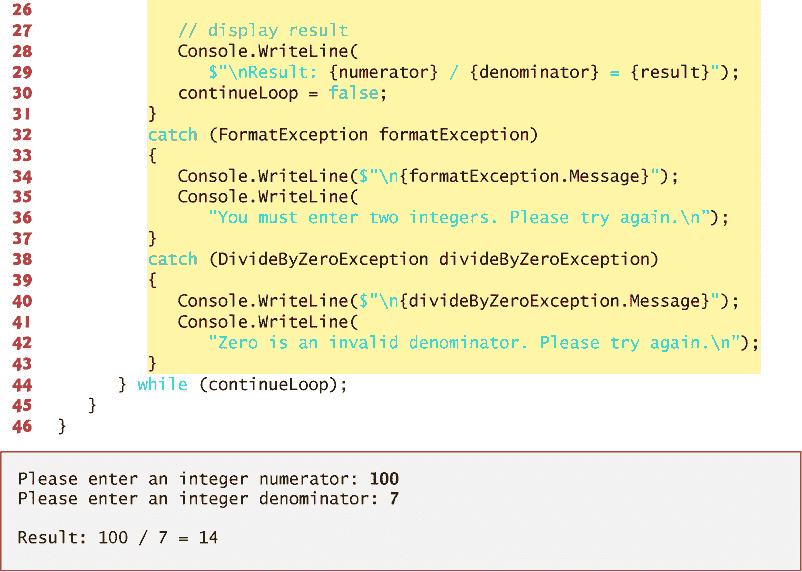 26
27 // display result
28 Console.WriteLine(
29 $"\nResult: {numerator} / {denominator} = {result}");
30 continueLoop = false;
31 }
32 catch (FormatException formatException)
33 {
34 Console.WriteLine($"\n{formatException.Message}");
35 Console.WriteLine(
36 "You must enter two integers. Please try again.\n”);
37 }
38 catch (DivideByZeroException divideByZeroException)
39 {
40 Console.WriteLine($"\n{divideByZeroException.Message}");
41 Console.WriteLine(
42 "Zero is an invalid denominator. Please try again.\n”);
43 }
44 } while (continueLoop);
45 }
46 }
Please enter an integer numerator: 100
Please enter an integer denominator: 7
Result: 100 / 7 = 14